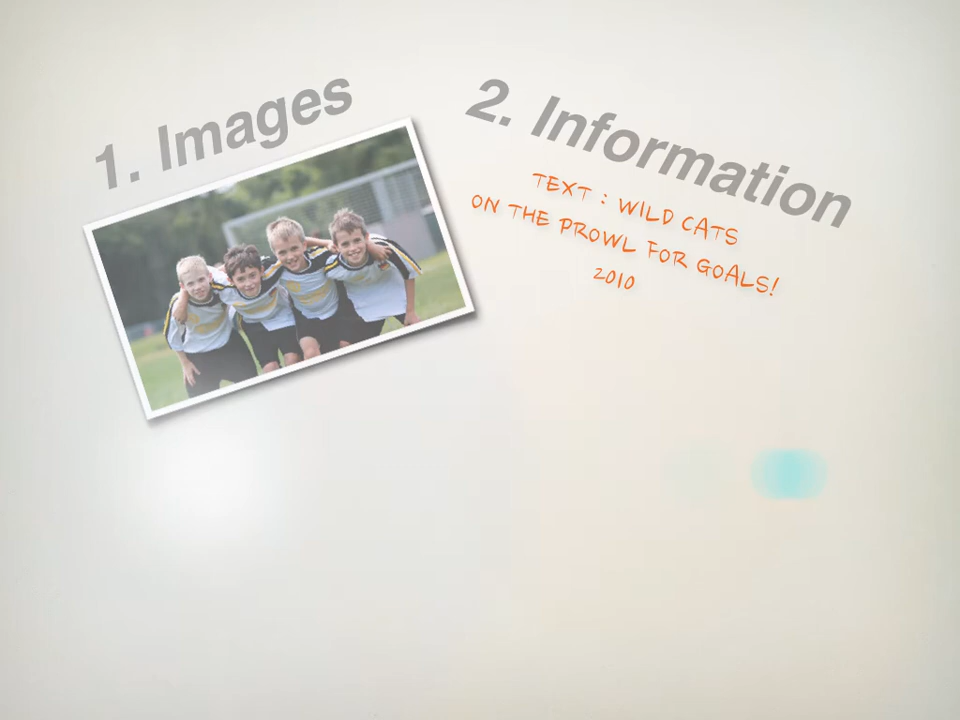 1. Images
2. Information
TEXT : WILD CATS
ON THE PROWL FOR GOALS!
2010